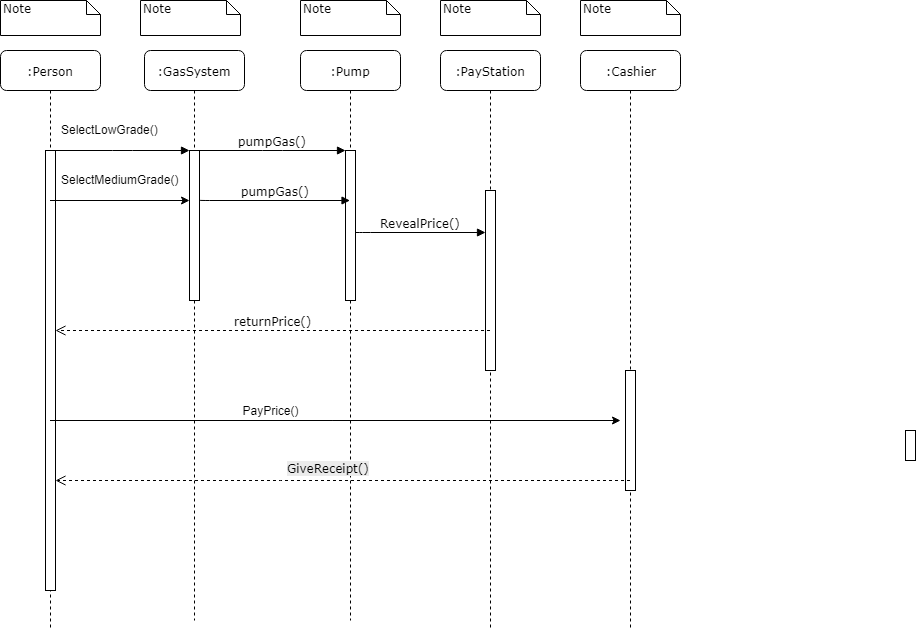 Note
Note
Note
Note
Note
:Person
:GasSystem
:Pump
:PayStation
:Cashier
SelectLowGrade()
pumpGas()
SelectMediumGrade()
pumpGas()
RevealPrice()
returnPrice()
PayPrice()
GiveReceipt()